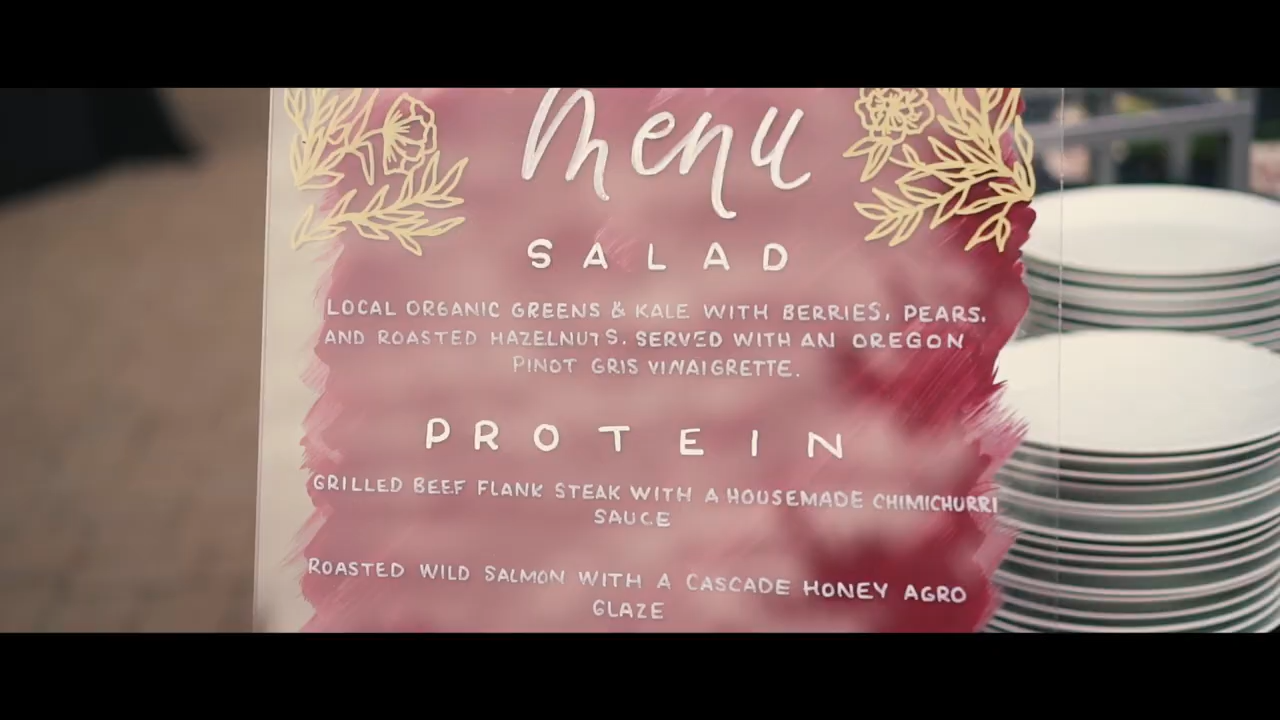 menu
SALAD
LOCAL ORGANIC GREENS & KALE WITH BERRIES, PEARS,
AND ROASTED HAZELNUTS. SERVED WITH AN OREGON
PINOT GRIS VINAIGRETTE.
PROTEIN
GRILLED BEEF FLANK STEAK WITH A HOUSEMADE CHIMICHURRI
SAUCE
ROASTED WILD SALMON WITH A CASCADE HONEY AGRO
GLAZE